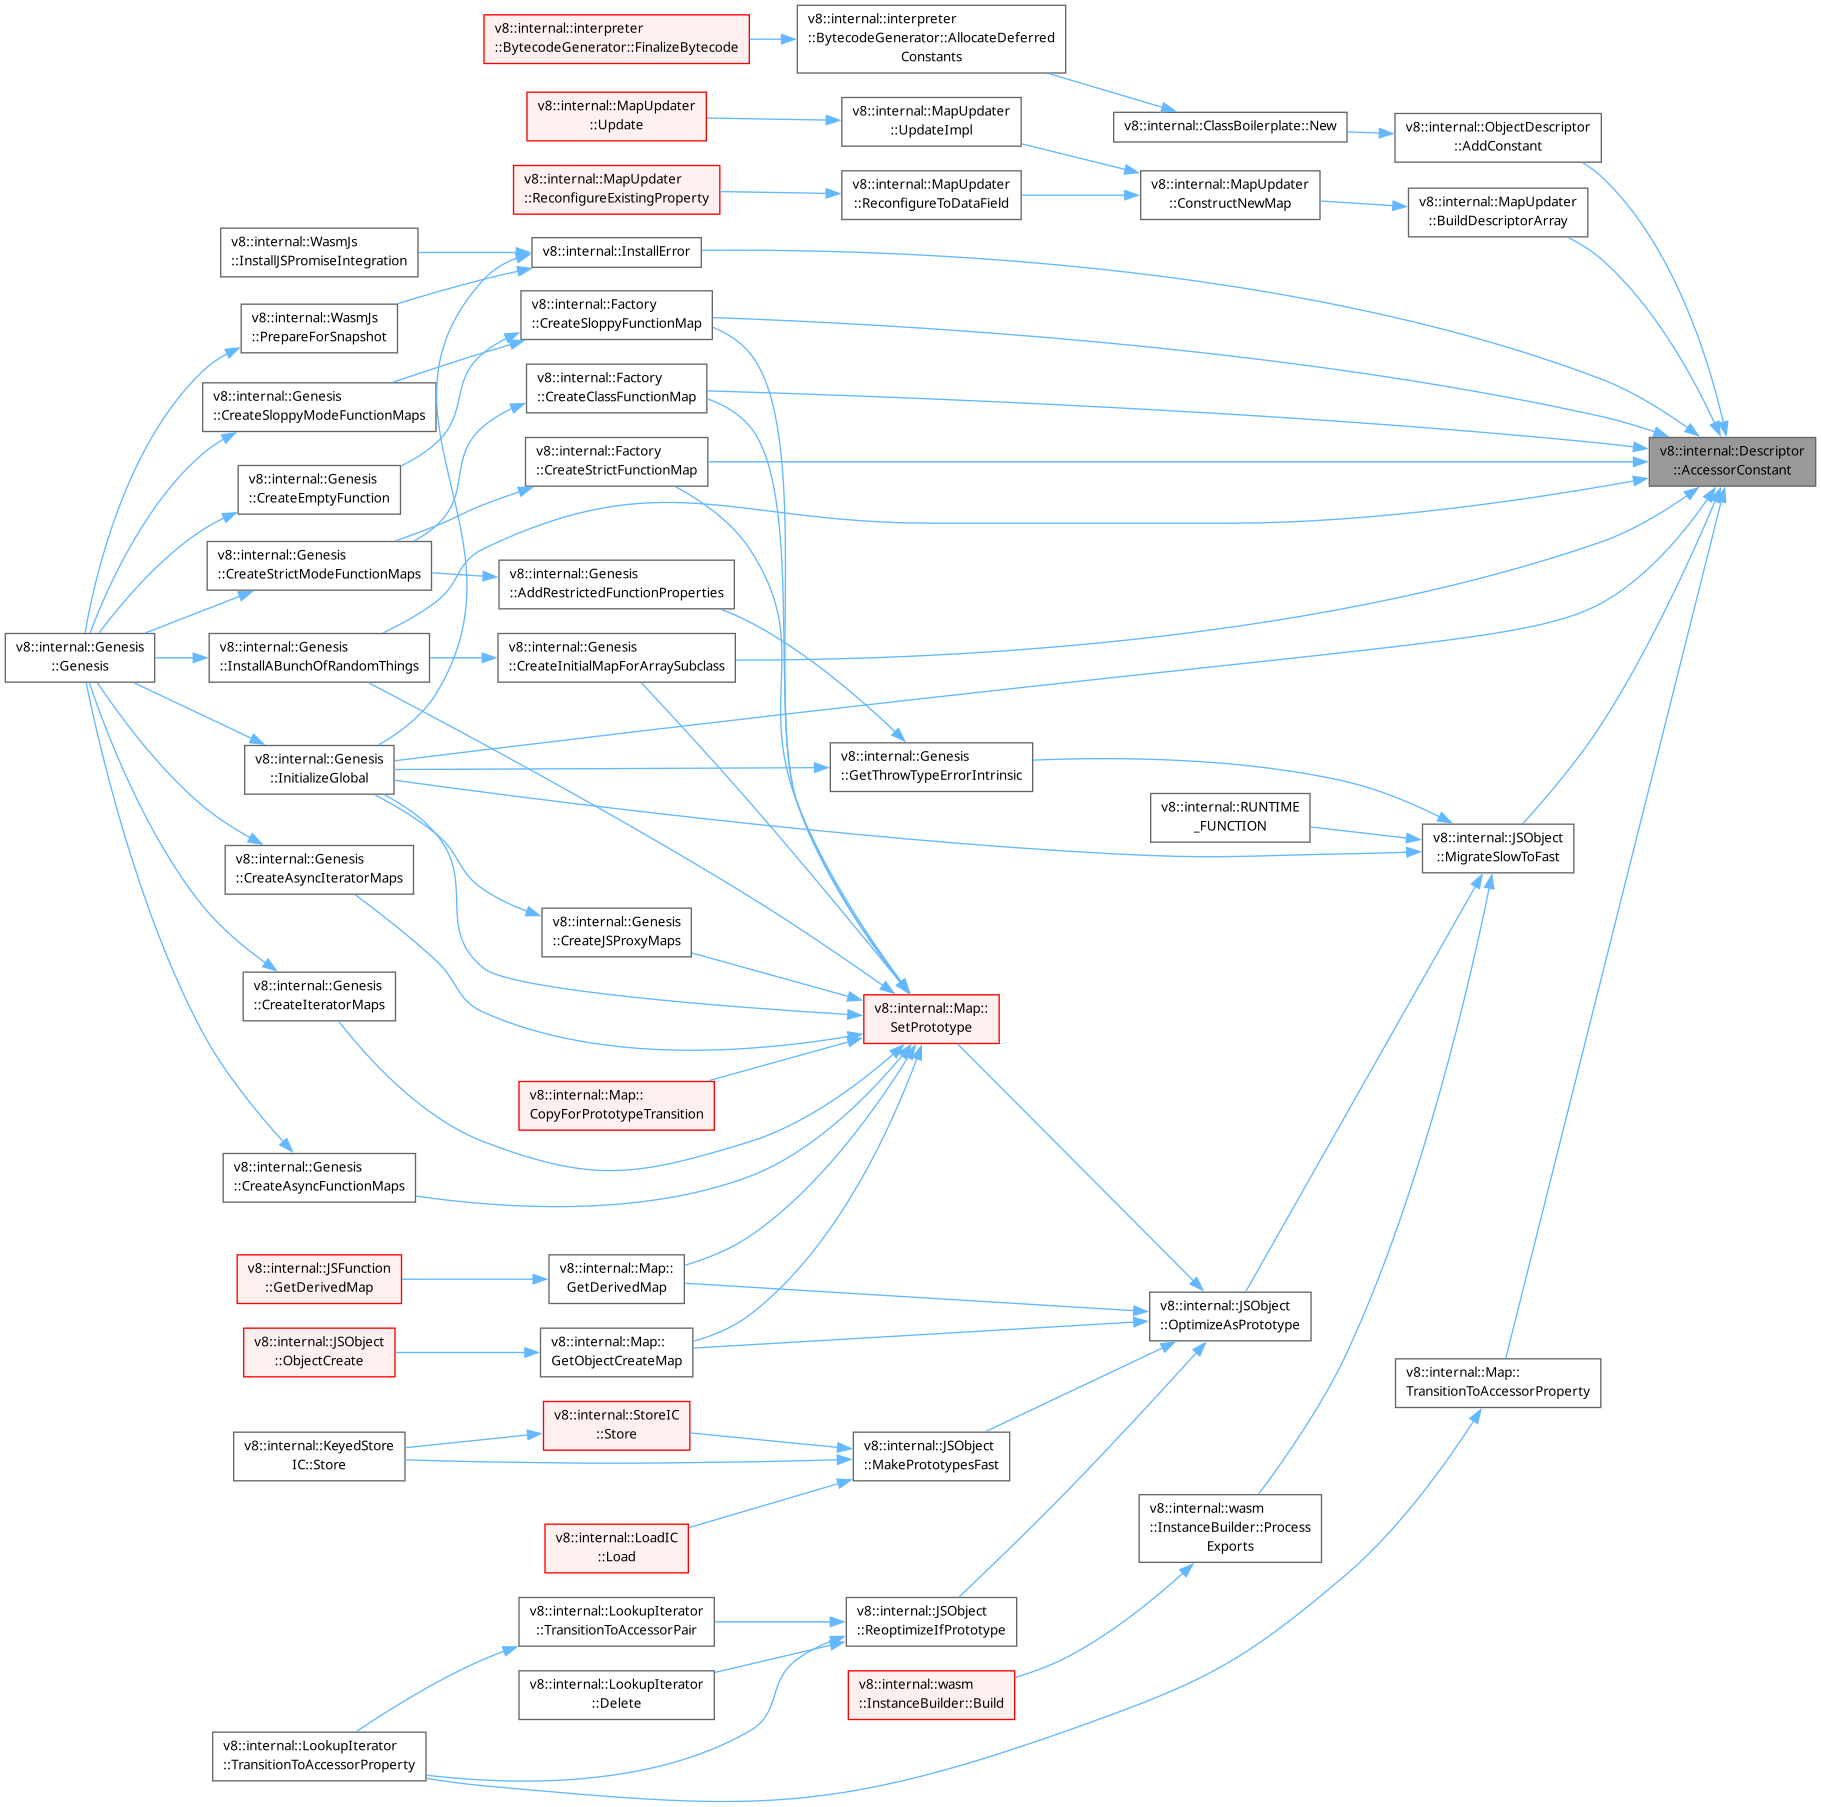 v8::internal::interpreter
::BytecodeGenerator::FinalizeBytecode
v8::internal::interpreter
::BytecodeGenerator::AllocateDeferred
Constants
v8::internal::MapUpdater
::Update
v8::internal::MapUpdater
::UpdateImpl
v8::internal::ClassBoilerplate::New
v8::internal::ObjectDescriptor
::AddConstant
v8::internal::MapUpdater
::ReconfigureExistingProperty
v8::internal::MapUpdater
::ReconfigureToDataField
v8::internal::MapUpdater
::ConstructNewMap
v8::internal::MapUpdater
::BuildDescriptorArray
v8::internal::WasmJs
::InstallJSPromiseIntegration
v8::internal::InstallError
v8::internal::WasmJs
::PrepareForSnapshot
v8::internal::Factory
::CreateSloppyFunctionMap
v8::internal::Genesis
::CreateSloppyModeFunctionMaps
v8::internal::Factory
::CreateClassFunctionMap
v8::internal::Genesis
::CreateEmptyFunction
v8::internal::Factory
::CreateStrictFunctionMap
v8::internal::Descriptor
::AccessorConstant
v8::internal::Genesis
::CreateStrictModeFunctionMaps
v8::internal::Genesis
::AddRestrictedFunctionProperties
v8::internal::Genesis
::Genesis
v8::internal::Genesis
::InstallABunchOfRandomThings
v8::internal::Genesis
::CreateInitialMapForArraySubclass
v8::internal::Genesis
::InitializeGlobal
v8::internal::Genesis
::GetThrowTypeErrorIntrinsic
v8::internal::RUNTIME
_FUNCTION
v8::internal::JSObject
::MigrateSlowToFast
v8::internal::Genesis
::CreateAsyncIteratorMaps
v8::internal::Genesis
::CreateJSProxyMaps
v8::internal::Genesis
::CreateIteratorMaps
v8::internal::Map::
SetPrototype
v8::internal::Map::
CopyForPrototypeTransition
v8::internal::Genesis
::CreateAsyncFunctionMaps
v8::internal::JSFunction
::GetDerivedMap
v8::internal::Map::
GetDerivedMap
v8::internal::JSObject
::OptimizeAsPrototype
v8::internal::JSObject
::ObjectCreate
v8::internal::Map::
GetObjectCreateMap
v8::internal::Map::
TransitionToAccessorProperty
v8::internal::KeyedStore
IC::Store
v8::internal::StoreIC
::Store
v8::internal::JSObject
::MakePrototypesFast
v8::internal::LoadIC
::Load
v8::internal::wasm
::InstanceBuilder::Process
Exports
v8::internal::LookupIterator
::TransitionToAccessorPair
v8::internal::JSObject
::ReoptimizeIfPrototype
v8::internal::LookupIterator
::Delete
v8::internal::wasm
::InstanceBuilder::Build
v8::internal::LookupIterator
::TransitionToAccessorProperty